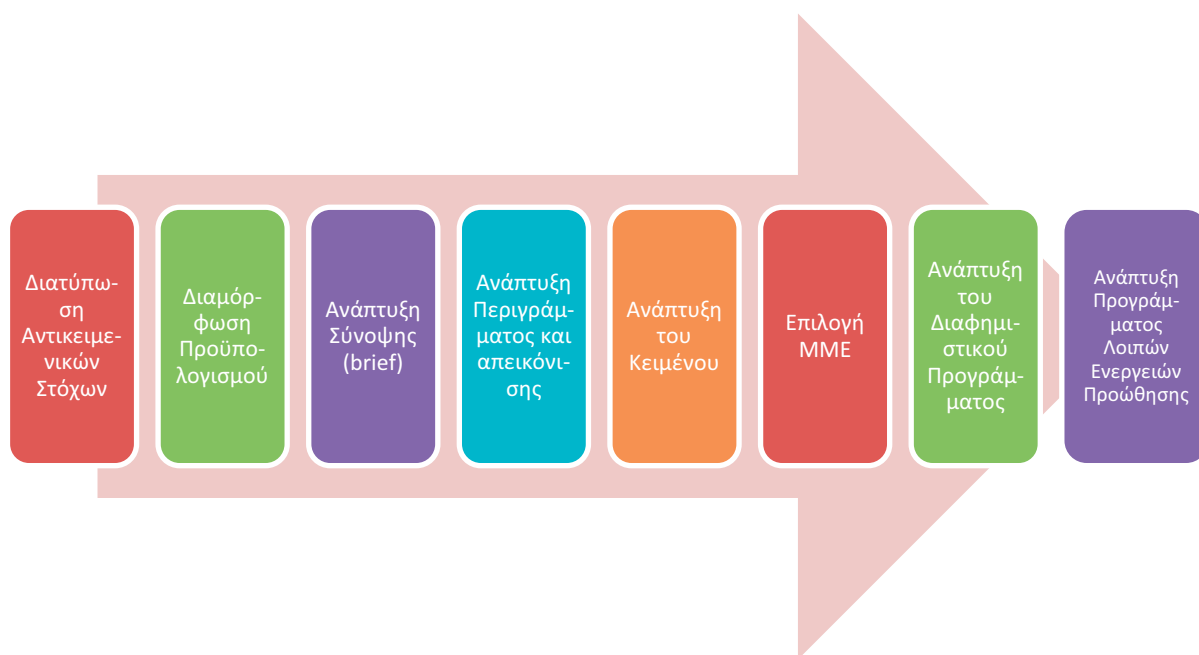 Διατύπω-
ση
Αντικειμε-
νικών
Στόχων
Διαμόρ-
φωση
Προϋπο-
λογισμού
Ανάπτυξη
Σύνοψης
(brief)
Ανάπτυξη
Περιγράμ-
ματος και
απεικόνι-
σης
Ανάπτυξη
του
Κειμένου
Επιλογή
ΜΜΕ
Ανάπτυξη
του
Διαφημι-
στικού
Προγράμ-
ματος
Ανάπτυξη
Προγράμ-
ματος
Λοιπών
Ενεργειών
Προώθησης